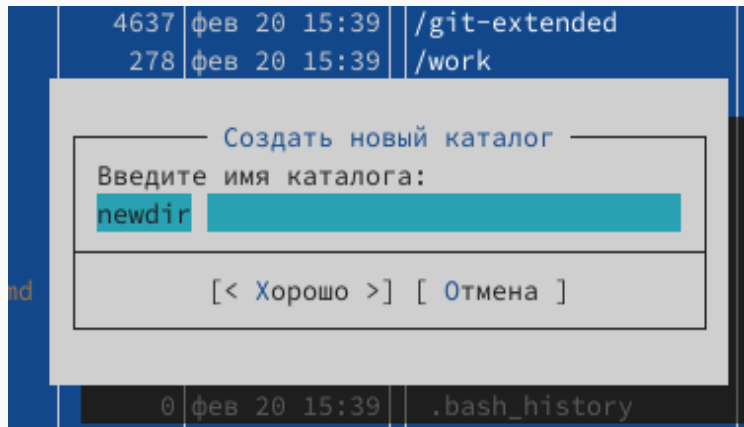 4637 фев 20 15:39 /git-extended
278 фев 20 15:39 /work
Создать новый каталог
Введите имя каталога:
newdir
md [< Хорошо >] [ Отмена ]
0 фев 20 15:39 .bash_history